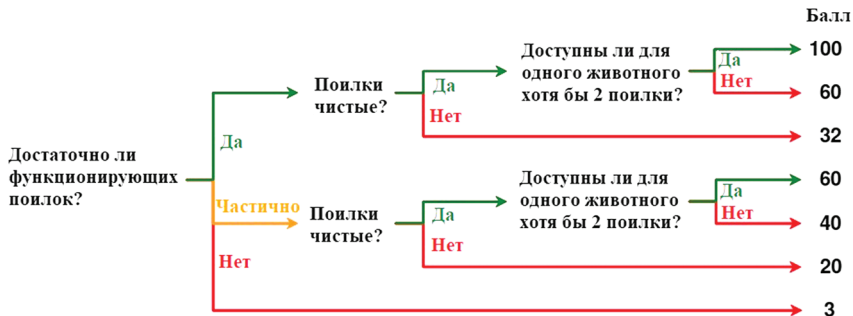 Балл
Доступны ли для
одного животного
хотя бы 2 поилки?
Да
100
Нет
60
Поилки
чистые?
Да
Нет
32
Достаточно ли
функционирующих
поилок?
Да
Частично
Нет
Поилки
чистые?
Да
Нет
Доступны ли для
одного животного
хотя бы 2 поилки?
Да
60
Нет
40
20
3